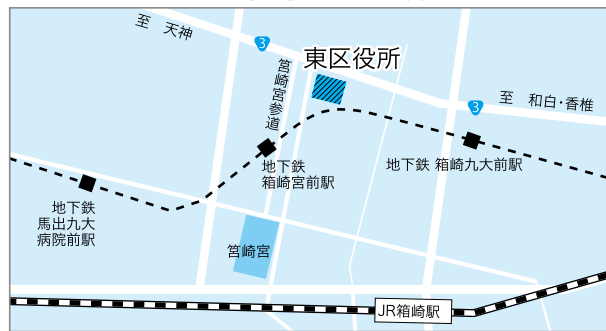 至 天神
3
東区役所
筥崎宮参道
3
至 和白・香椎
地下鉄
箱崎宮前駅
地下鉄 箱崎九大前駅
地下鉄
馬出九大
病院前駅
筥崎宮
JR箱崎駅